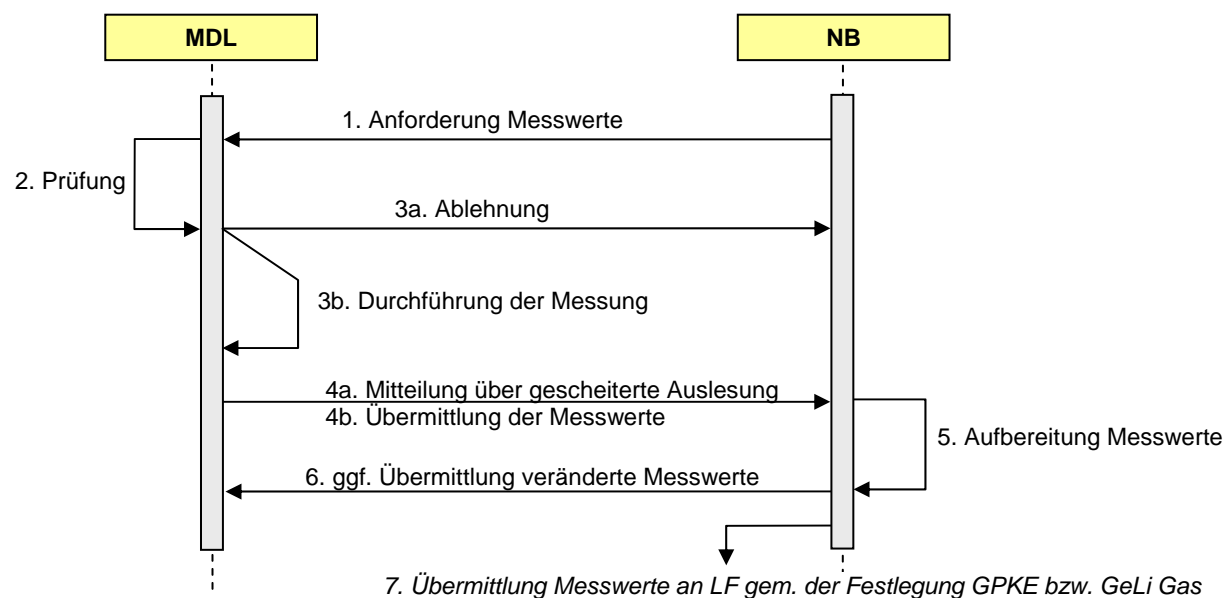 MDL
NB
1. Anforderung Messwerte
2. Prüfung
3a. Ablehnung
3b. Durchführung der Messung
4a. Mitteilung über gescheiterte Auslesung
4b. Übermittlung der Messwerte
5. Aufbereitung Messwerte
6. ggf. Übermittlung veränderte Messwerte
7. Übermittlung Messwerte an LF gem. der Festlegung GPKE bzw. GeLi Gas